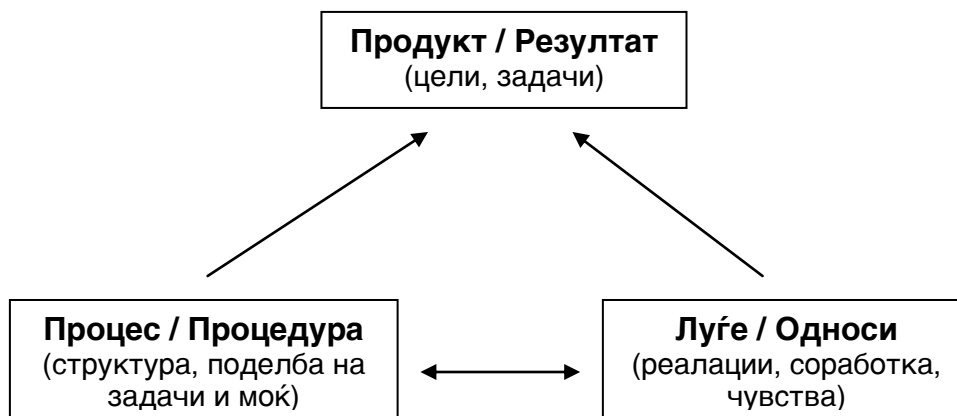 Продукт / Резултат
(цели, задачи)
Процес / Процедура
(структура, поделба на
задачи и моќ)
Луѓе / Односи
(реалации, соработка,
чувства)